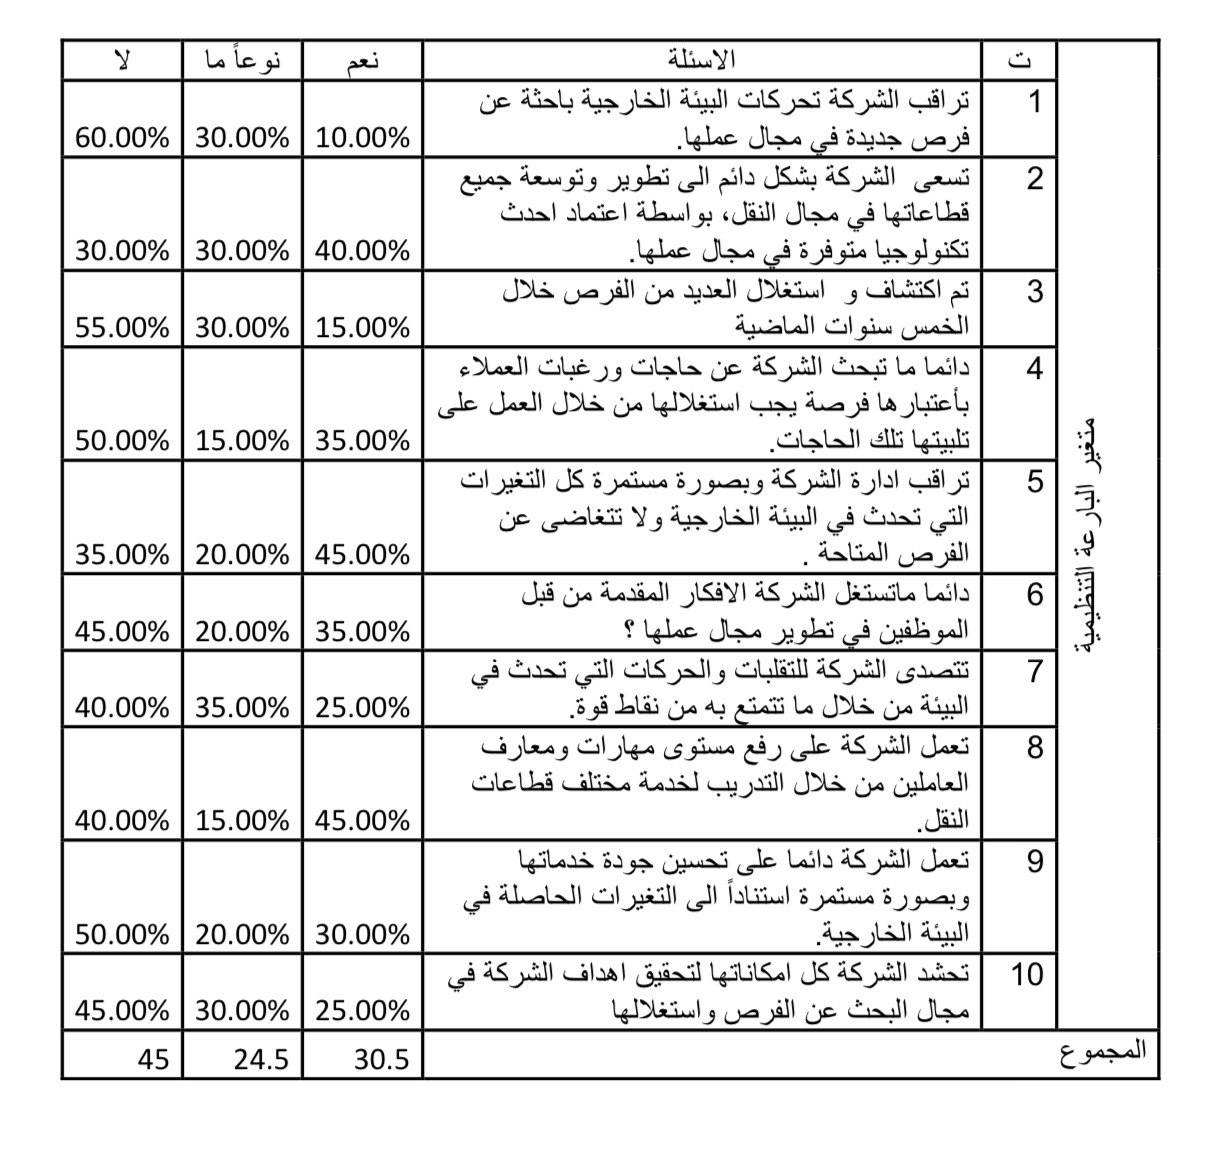 ت الاسئلة نعم نوعاً ما لا
متغير البارعة التنظيمية
1 تراقب الشركة تحركات البيئة الخارجية باحثة عن
فرص جديدة في مجال عملها. 10.00% 30.00% 60.00%
2 تسعى الشركة بشكل دائم الى تطوير وتوسعة جميع
قطاعاتها في مجال النقل، بواسطة اعتماد احدث
تكنولوجيا متوفرة في مجال عملها. 40.00% 30.00% 30.00%
3 تم اكتشاف و استغلال العديد من الفرص خلال
الخمس سنوات الماضية 15.00% 30.00% 55.00%
4 دائما ما تبحث الشركة عن حاجات ورغبات العملاء
بأعتبارها فرصة يجب استغلالها من خلال العمل على
تلبيتها تلك الحاجات. 35.00% 15.00% 50.00%
5 تراقب ادارة الشركة وبصورة مستمرة كل التغيرات
التي تحدث في البيئة الخارجية ولا تتغاضى عن
الفرص المتاحة . 45.00% 20.00% 35.00%
6 دائما ماتستغل الشركة الافكار المقدمة من قبل
الموظفين في تطوير مجال عملها ؟ 35.00% 20.00% 45.00%
7 تتصدى الشركة للتقلبات والحركات التي تحدث في
البيئة من خلال ما تتمتع به من نقاط قوة. 25.00% 35.00% 40.00%
8 تعمل الشركة على رفع مستوى مهارات ومعارف
العاملين من خلال التدريب لخدمة مختلف قطاعات
النقل. 45.00% 15.00% 40.00%
9 تعمل الشركة دائما على تحسين جودة خدماتها
وبصورة مستمرة استناداً الى التغيرات الحاصلة في
البيئة الخارجية. 30.00% 20.00% 50.00%
10 تحشد الشركة كل امكاناتها لتحقيق اهداف الشركة في
مجال البحث عن الفرص واستغلالها 25.00% 30.00% 45.00%
المجموع 30.5 24.5 45